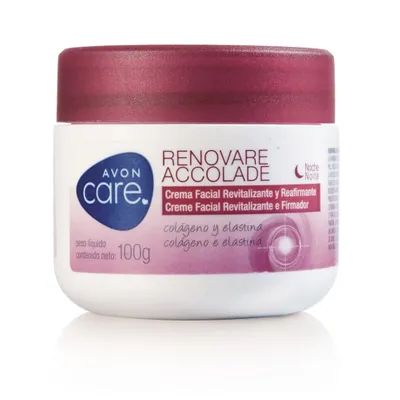 AVON
care.
RENOVARE
ACCOLADE
Noche
Noite
Crema Facial Revitalizante y Reafirmante
Creme Facial Revitalizante e Firmador
colágeno y elastina
colágeno e elastina
peso líquido
contenido neto: 100g